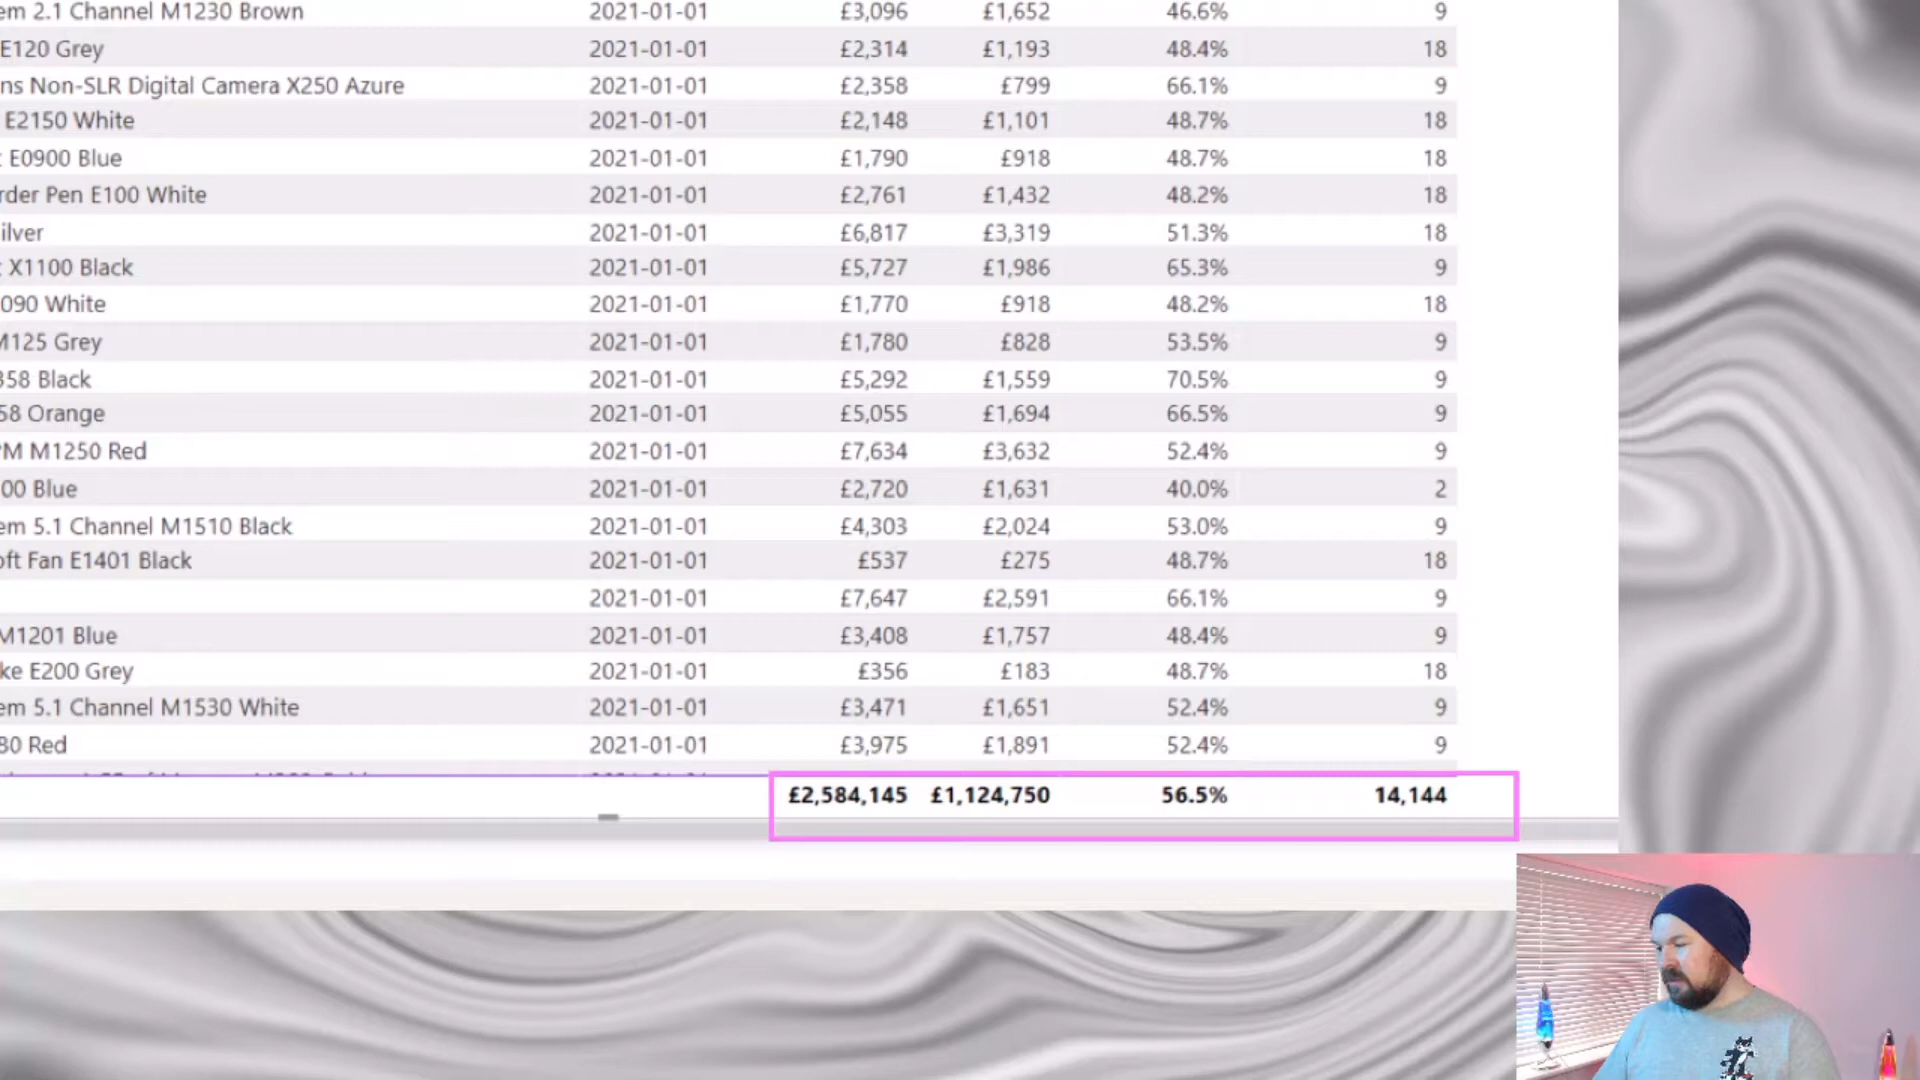 em 2.1 Channel M1230 Brown 2021-01-01 £3,096 £1,652 46.6% 9
E120 Grey 2021-01-01 £2,314 £1,193 48.4% 18
ns Non-SLR Digital Camera X250 Azure 2021-01-01 £2,358 £799 66.1% 9
E2150 White 2021-01-01 £2,148 £1,101 48.7% 18
t E0900 Blue 2021-01-01 £1,790 £918 48.7% 18
rder Pen E100 White 2021-01-01 £2,761 £1,432 48.2% 18
ilver 2021-01-01 £6,817 £3,319 51.3% 18
t X1100 Black 2021-01-01 £5,727 £1,986 65.3% 9
090 White 2021-01-01 £1,770 £918 48.2% 18
M125 Grey 2021-01-01 £1,780 £828 53.5% 9
358 Black 2021-01-01 £5,292 £1,559 70.5% 9
58 Orange 2021-01-01 £5,055 £1,694 66.5% 9
PM M1250 Red 2021-01-01 £7,634 £3,632 52.4% 9
00 Blue 2021-01-01 £2,720 £1,631 40.0% 2
em 5.1 Channel M1510 Black 2021-01-01 £4,303 £2,024 53.0% 9
oft Fan E1401 Black 2021-01-01 £537 £275 48.7% 18
2021-01-01 £7,647 £2,591 66.1% 9
M1201 Blue 2021-01-01 £3,408 £1,757 48.4% 9
ke E200 Grey 2021-01-01 £356 £183 48.7% 18
em 5.1 Channel M1530 White 2021-01-01 £3,471 £1,651 52.4% 9
80 Red 2021-01-01 £3,975 £1,891 52.4% 9
£2,584,145 £1,124,750 56.5% 14,144